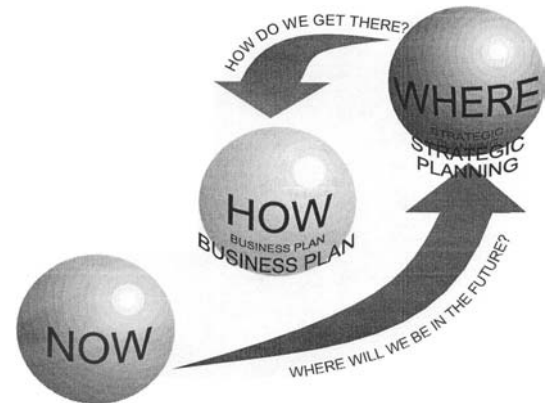 HOW DO WE GET THERE?
WHERE
STRATEGIC
STRATEGIC
PLANNING
HOW
BUSINESS PLAN
BUSINESS PLAN
NOW
WHERE WILL WE BE IN THE FUTURE?